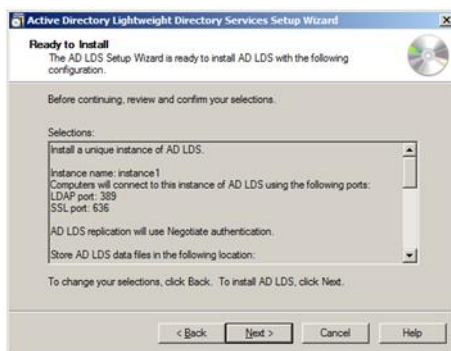 Active Directory Lightweight Directory Services Setup Wizard
Ready to Install
The AD LDS Setup Wizard is ready to install AD LDS with the following
configuration.
Before continuing, review and confirm your selections.
Selections:
Install a unique instance of AD LDS.
Instance name: instance1
Computers will connect to this instance of AD LDS using the following ports:
LDAP port: 389
SSL port: 636
AD LDS replication will use Negotiate authentication.
Store AD LDS data files in the following location:
To change your selections, click Back. To install AD LDS, click Next.
< Back Next > Cancel Help